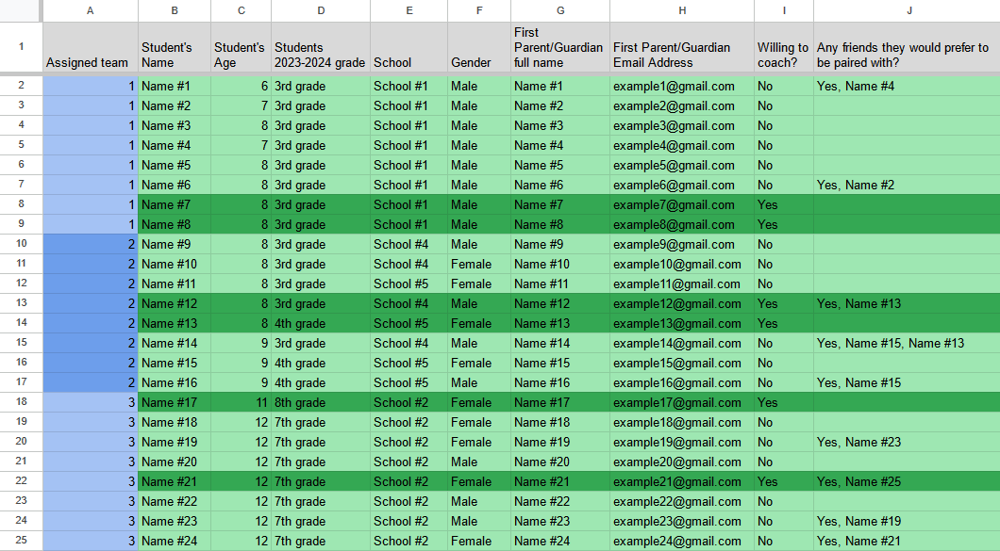 A B C D E F G H I J
1 Assigned team Student's Name Student's Age Students 2023-2024 grade School Gender First Parent/Guardian full name First Parent/Guardian Email Address Willing to coach? Any friends they would prefer to be paired with?
2 1 Name #1 6 3rd grade School #1 Male Name #1 example1@gmail.com No Yes, Name #4
3 1 Name #2 7 3rd grade School #1 Male Name #2 example2@gmail.com No
4 1 Name #3 8 3rd grade School #1 Male Name #3 example3@gmail.com No
5 1 Name #4 7 3rd grade School #1 Male Name #4 example4@gmail.com No
6 1 Name #5 8 3rd grade School #1 Male Name #5 example5@gmail.com No
7 1 Name #6 8 3rd grade School #1 Male Name #6 example6@gmail.com No Yes, Name #2
8 1 Name #7 8 3rd grade School #1 Male Name #7 example7@gmail.com Yes
9 1 Name #8 8 3rd grade School #1 Male Name #8 example8@gmail.com Yes
10 2 Name #9 8 3rd grade School #4 Male Name #9 example9@gmail.com No
11 2 Name #10 8 3rd grade School #4 Female Name #10 example10@gmail.com No
12 2 Name #11 8 3rd grade School #5 Female Name #11 example11@gmail.com No
13 2 Name #12 8 3rd grade School #4 Male Name #12 example12@gmail.com Yes Yes, Name #13
14 2 Name #13 8 4th grade School #5 Female Name #13 example13@gmail.com Yes
15 2 Name #14 9 3rd grade School #4 Male Name #14 example14@gmail.com No Yes, Name #15, Name #13
16 2 Name #15 9 4th grade School #5 Female Name #15 example15@gmail.com No
17 2 Name #16 9 4th grade School #5 Male Name #16 example16@gmail.com No Yes, Name #15
18 3 Name #17 11 8th grade School #2 Female Name #17 example17@gmail.com Yes
19 3 Name #18 12 7th grade School #2 Female Name #18 example18@gmail.com No
20 3 Name #19 12 7th grade School #2 Female Name #19 example19@gmail.com No Yes, Name #23
21 3 Name #20 12 7th grade School #2 Male Name #20 example20@gmail.com No
22 3 Name #21 12 7th grade School #2 Female Name #21 example21@gmail.com Yes Yes, Name #25
23 3 Name #22 12 7th grade School #2 Male Name #22 example22@gmail.com No
24 3 Name #23 12 7th grade School #2 Male Name #23 example23@gmail.com No Yes, Name #19
25 3 Name #24 12 7th grade School #2 Female Name #24 example24@gmail.com No Yes, Name #21